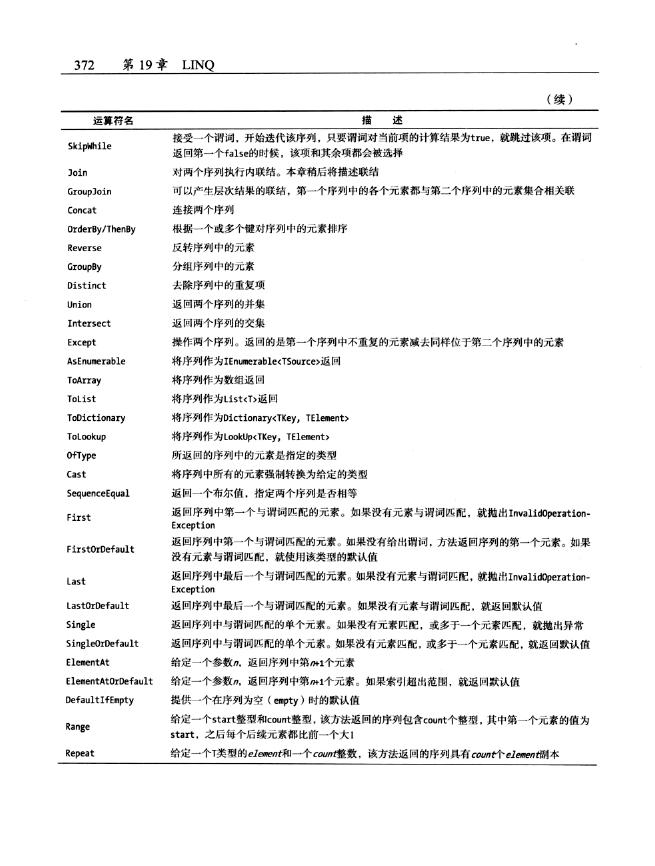 372 第19章 LINQ
（续）
运算符名 描 述
SkipWhile 接受一个谓词，开始迭代该序列，只要谓词对当前项的计算结果为true，就跳过该项。在谓词
返回第一个false的时候，该项和其余项都会被选择
Join 对两个序列执行内联结。本章稍后将描述联结
GroupJoin 可以产生层次结果的联结，第一个序列中的各个元素都与第二个序列中的元素集合相关联
Concat 连接两个序列
OrderBy/ThenBy 根据一个或多个键对序列中的元素排序
Reverse 反转序列中的元素
GroupBy 分组序列中的元素
Distinct 去除序列中的重复项
Union 返回两个序列的并集
Intersect 返回两个序列的交集
Except 操作两个序列。返回的是第一个序列中不重复的元素减去同样位于第二个序列中的元素
AsEnumerable 将序列作为IEnumerable<TSource>返回
ToArray 将序列作为数组返回
ToList 将序列作为List<T>返回
ToDictionary 将序列作为Dictionary<TKey, TElement>
ToLookup 将序列作为LookUp<TKey, TElement>
OfType 所返回的序列中的元素是指定的类型
Cast 将序列中所有的元素强制转换为给定的类型
SequenceEqual 返回一个布尔值，指定两个序列是否相等
First 返回序列中第一个与谓词匹配的元素。如果没有元素与谓词匹配，就抛出InvalidOperation-
Exception
FirstOrDefault 返回序列中第一个与谓词匹配的元素。如果没有给出谓词，方法返回序列的第一个元素。如果
没有元素与谓词匹配，就使用该类型的默认值
Last 返回序列中最后一个与谓词匹配的元素。如果没有元素与谓词匹配，就抛出InvalidOperation-
Exception
LastOrDefault 返回序列中最后一个与谓词匹配的元素。如果没有元素与谓词匹配，就返回默认值
Single 返回序列中与谓词匹配的单个元素。如果没有元素匹配，或多于一个元素匹配，就抛出异常
SingleOrDefault 返回序列中与谓词匹配的单个元素。如果没有元素匹配，或多于一个元素匹配，就返回默认值
ElementAt 给定一个参数n，返回序列中第n+1个元素
ElementAtOrDefault 给定一个参数n，返回序列中第n+1个元素。如果索引超出范围，就返回默认值
DefaultIfEmpty 提供一个在序列为空（empty）时的默认值
Range 给定一个start整型和count整型，该方法返回的序列包含count个整型，其中第一个元素的值为
start，之后每个后续元素都比前一个大1
Repeat 给定一个T类型的element和一个count整数，该方法返回的序列具有count个element副本